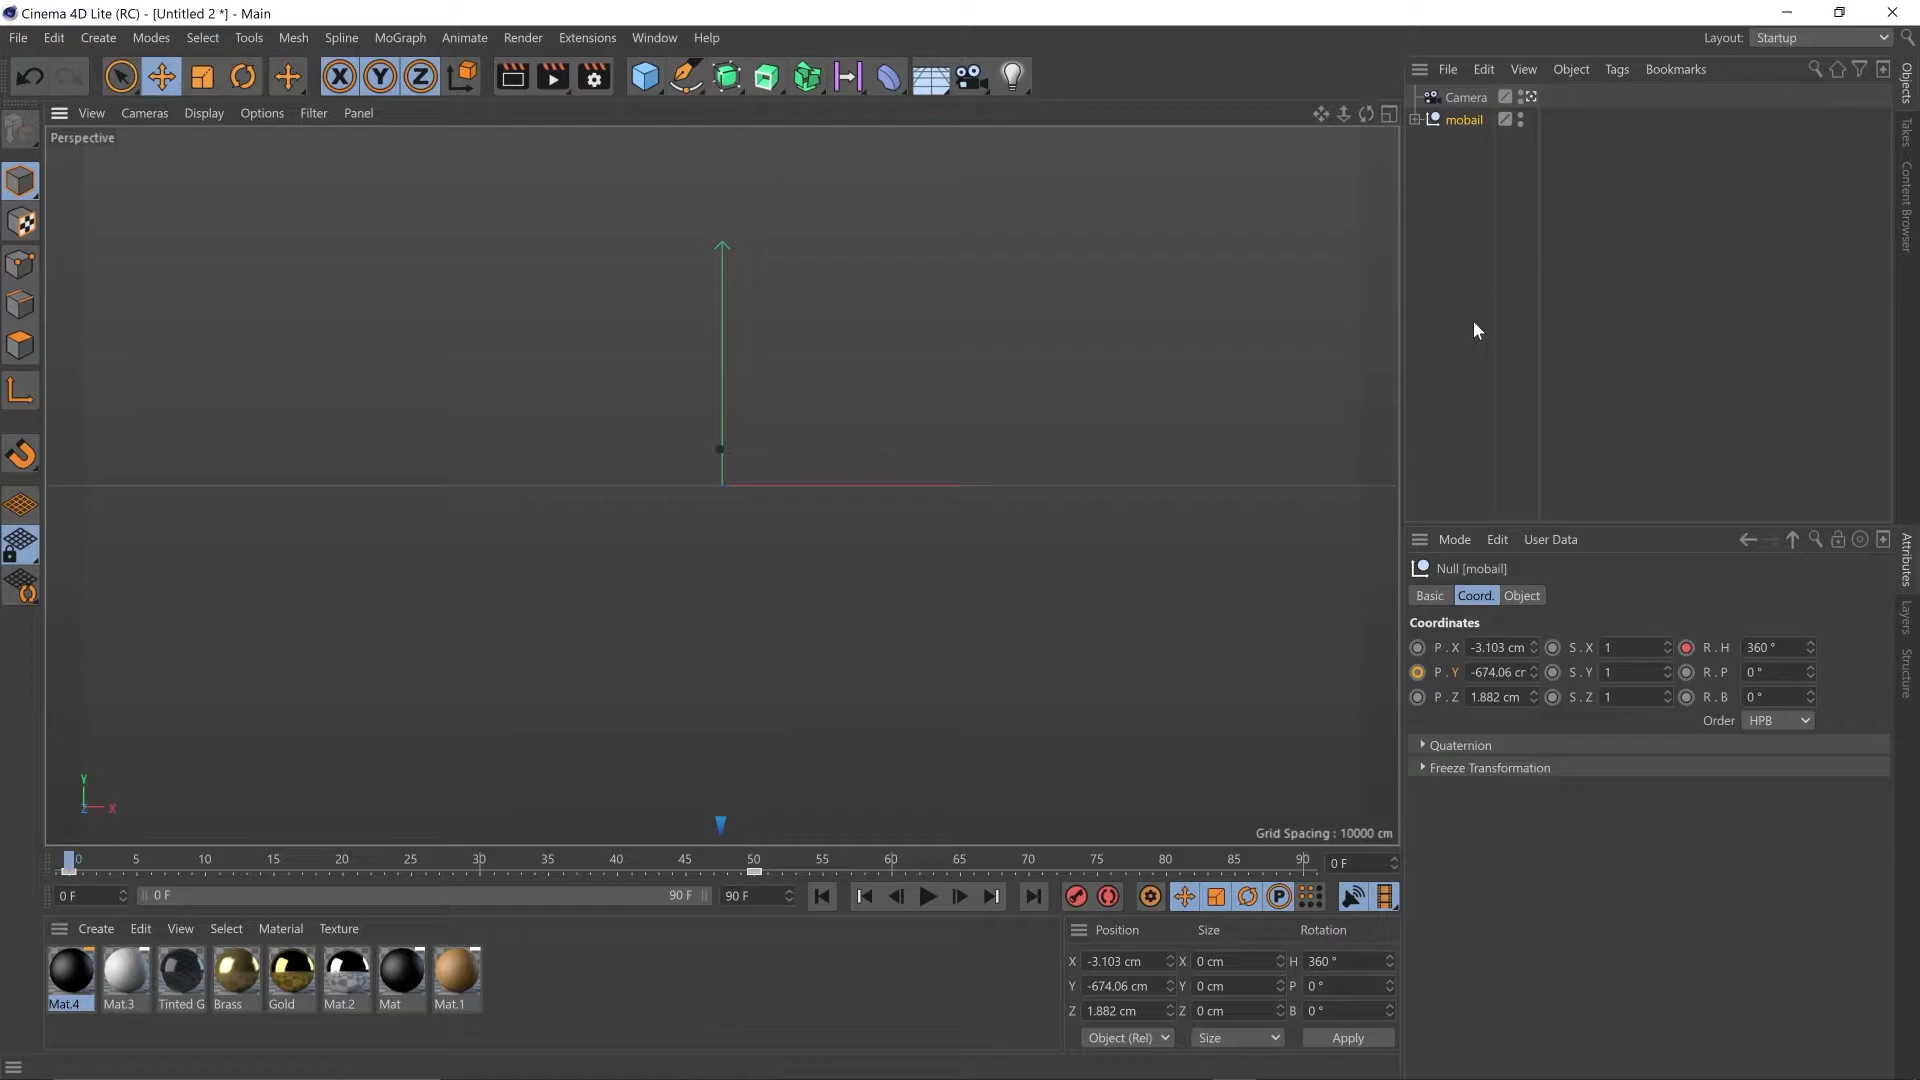 Cinema 4D Lite (RC) - [Untitled 2 *] - Main
File Edit Create Modes Select Tools Mesh Spline MoGraph Animate Render Extensions Window Help
Layout: Startup
X Y Z
View Cameras Display Options Filter Panel
Perspective
Y
Z X
Grid Spacing : 10000 cm
0 5 10 15 20 25 30 35 40 45 50 55 60 65 70 75 80 85 90
0 F
0 F 0 F 90 F 90 F
P
Create Edit View Select Material Texture
Mat.4 Mat.3 Tinted G Brass Gold Mat.2 Mat Mat.1
Position Size Rotation
X -3.103 cm X 0 cm H 360 °
Y -674.06 cm Y 0 cm P 0 °
Z 1.882 cm Z 0 cm B 0 °
Object (Rel) Size Apply
File Edit View Object Tags Bookmarks
Camera
mobail
Objects
Takes
Content Browser
Mode Edit User Data
Null [mobail]
Basic Coord. Object
Coordinates
P . X -3.103 cm S . X 1 R . H 360 °
P . Y -674.06 cr S . Y 1 R . P 0 °
P . Z 1.882 cm S . Z 1 R . B 0 °
Order HPB
Quaternion
Freeze Transformation
Attributes
Layers
Structure